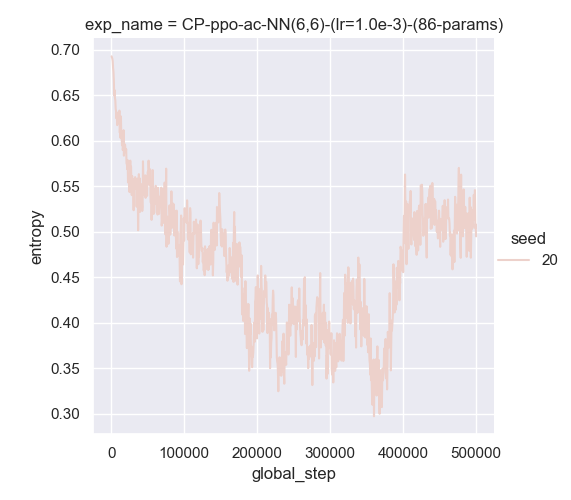 exp_name = CP-ppo-ac-NN(6,6)-(lr=1.0e-3)-(86-params)
0.70
0.65
0.60
0.55
0.50
0.45
0.40
0.35
0.30
entropy
0 100000 200000 300000 400000 500000
global_step
seed
20